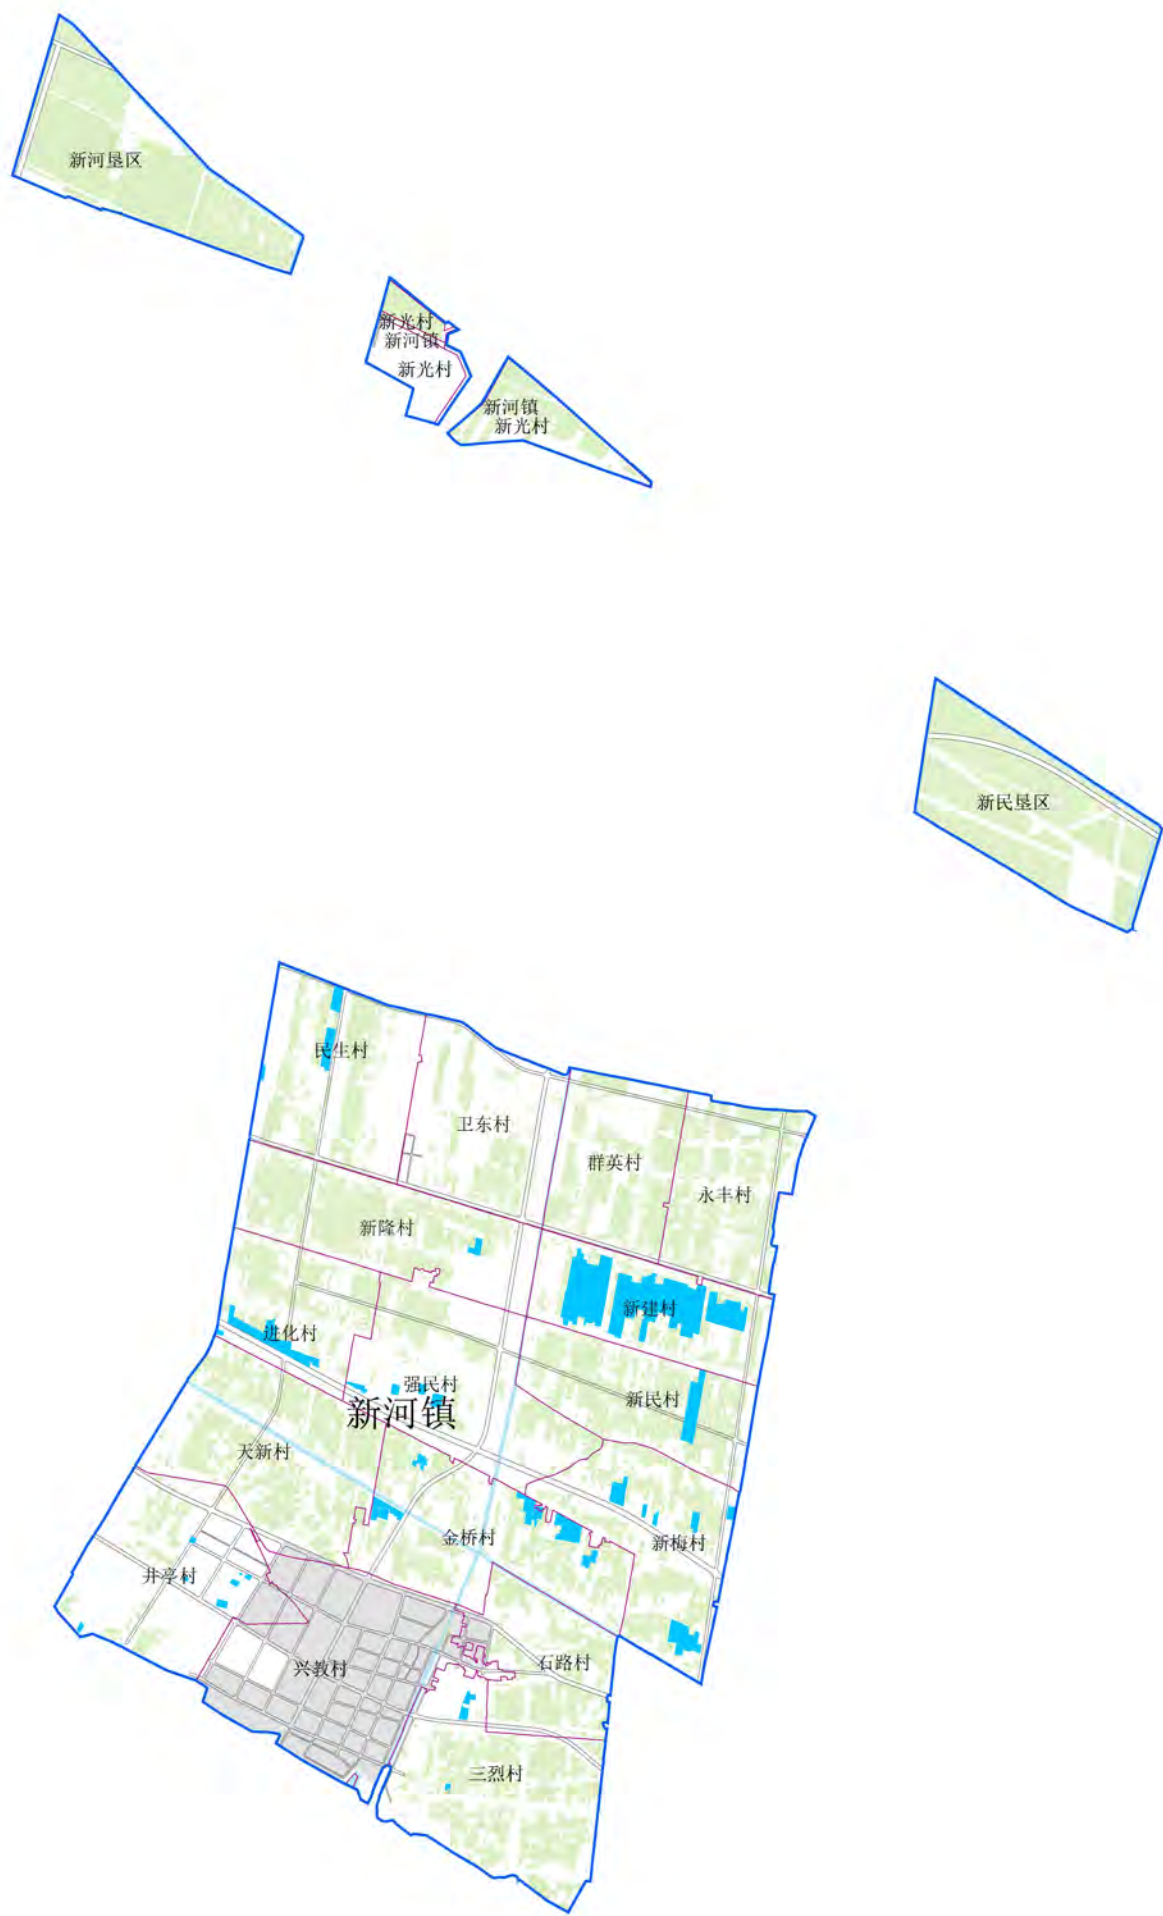 新河垦区
新光村
新河镇
新光村
新河镇
新光村
新民垦区
民生村
卫东村
群英村
永丰村
新隆村
新建村
进化村
强民村
新民村
新河镇
天新村
金桥村
新梅村
井亭村
石路村
兴教村
三烈村